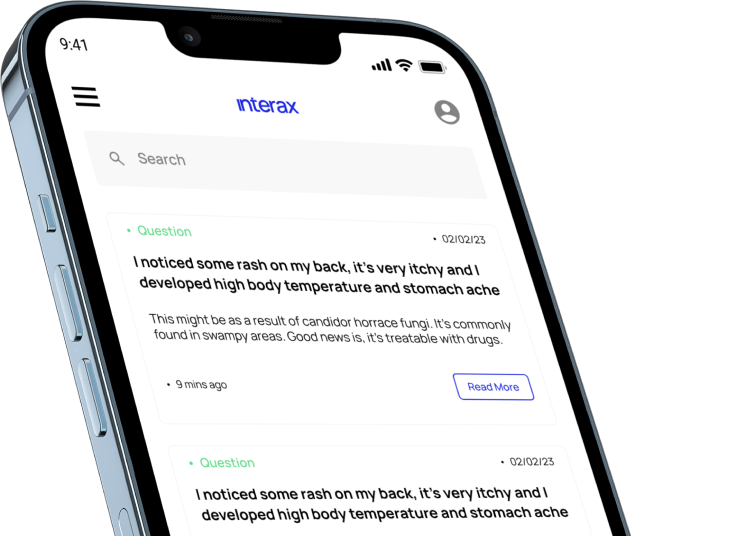 9:41
interax
Search
• Question
• 02/02/23
I noticed some rash on my back, it's very itchy and I
developed high body temperature and stomach ache
This might be as a result of candidor horrace fungi. It's commonly
found in swampy areas. Good news is, it's treatable with drugs.
• 9 mins ago
Read More
• Question
• 02/02/23
I noticed some rash on my back, it's very itchy and I
developed high body temperature and stomach ache